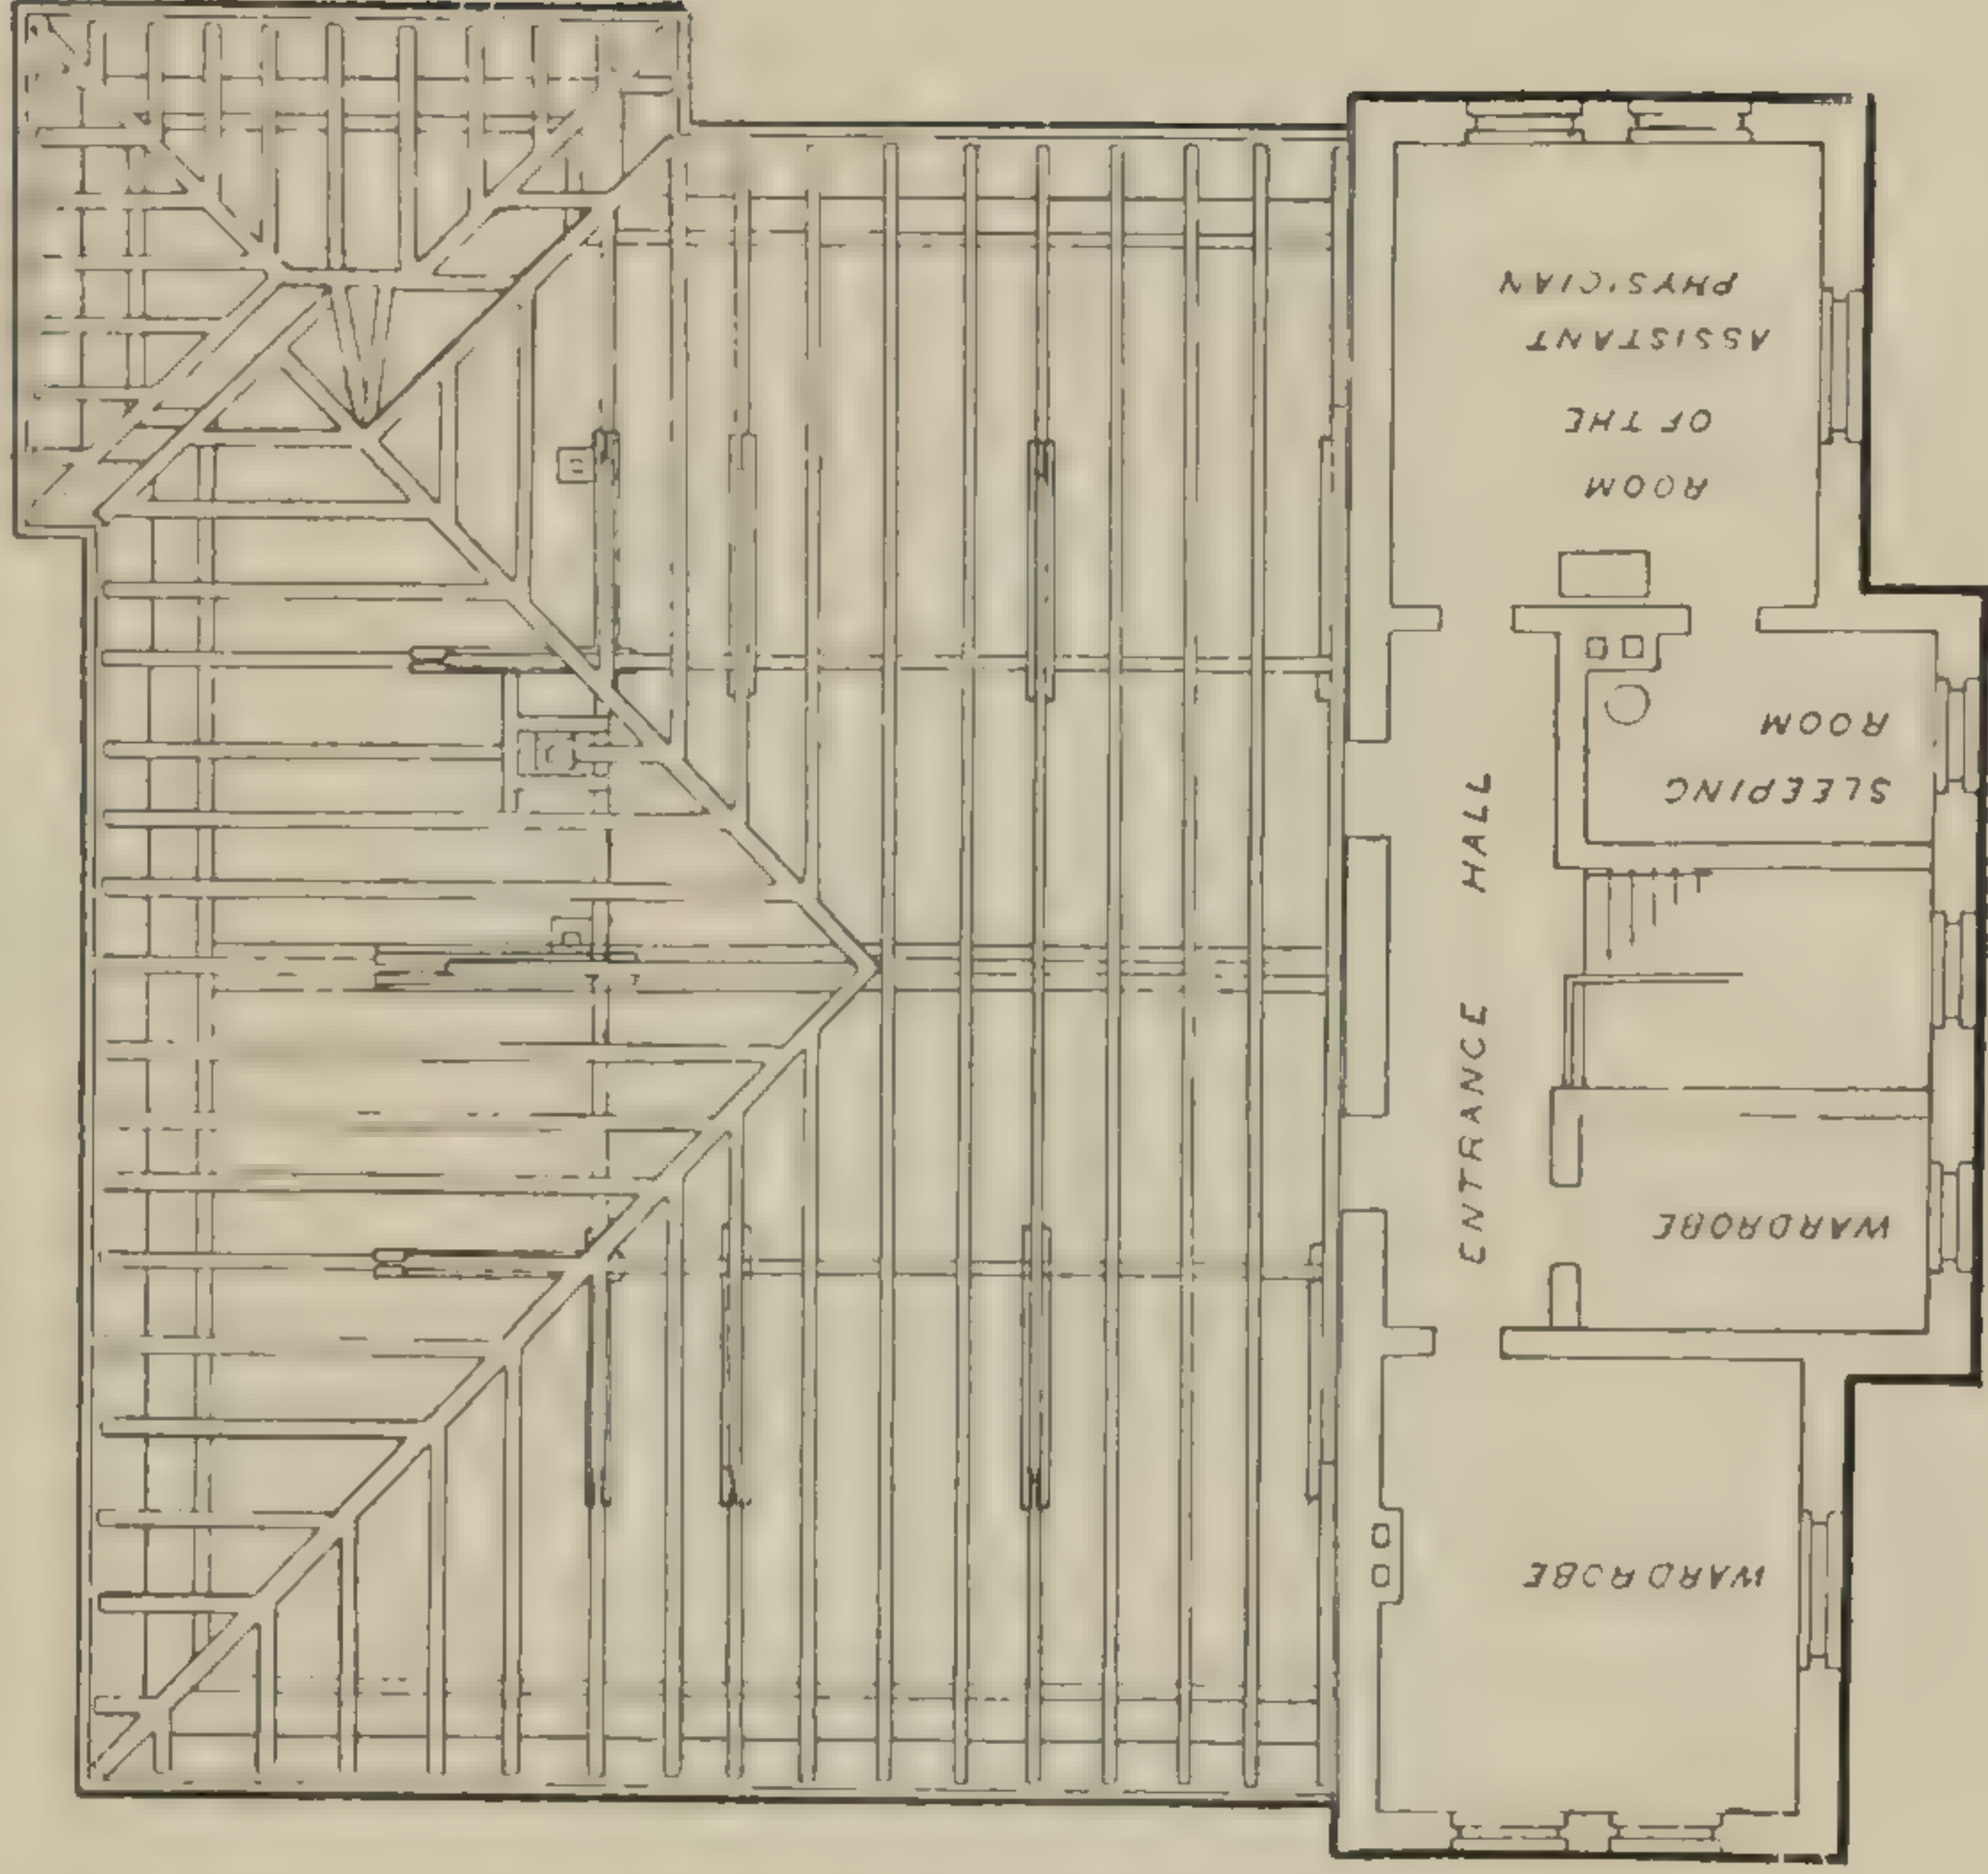 ROOM
OF THE
ASSISTANT
PHYSICIAN
SLEEPING
ROOM
ENTRANCE HALL
WARDROBE
WARDROBE